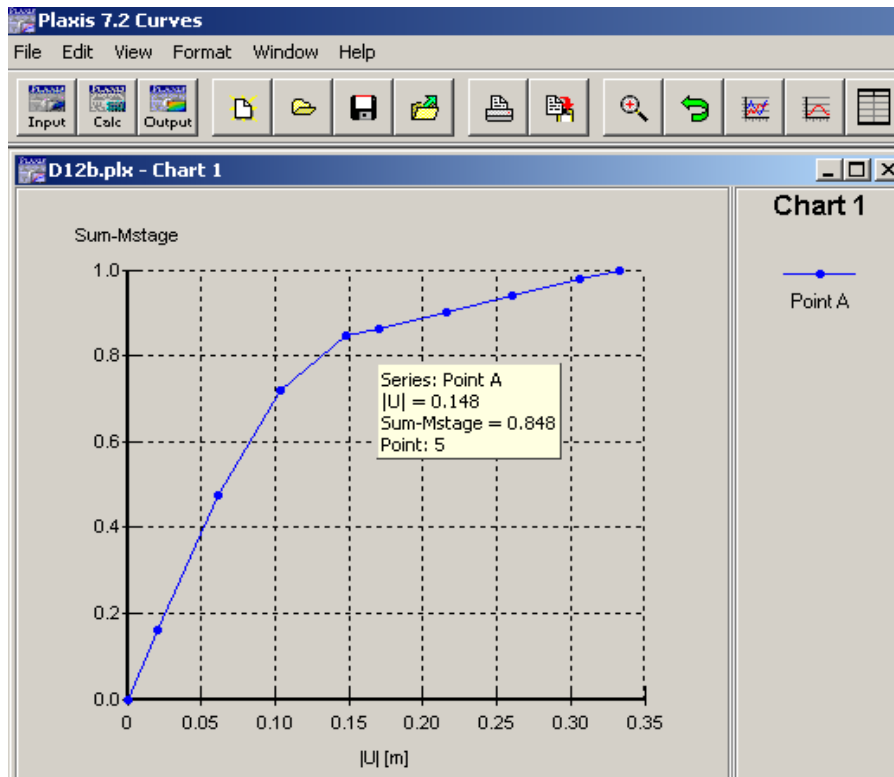 Plaxis 7.2 Curves
File Edit View Format Window Help
Input Calc Output
D12b.plx - Chart 1
Chart 1
Point A
Sum-Mstage
1.0
0.8
0.6
0.4
0.2
0.0
Series: Point A
|U| = 0.148
Sum-Mstage = 0.848
Point: 5
0 0.05 0.10 0.15 0.20 0.25 0.30 0.35
|U| [m]